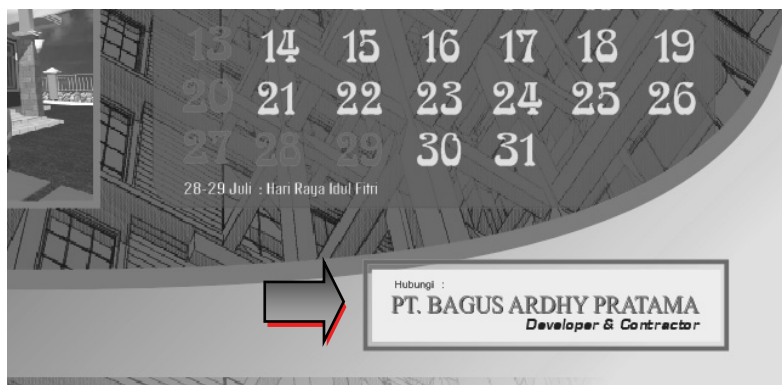 13 14 15 16 17 18 19
20 21 22 23 24 25 26
27 28 29 30 31
28-29 Juli : Hari Raya Idul Fitri
Hubungi :
PT. BAGUS ARDHY PRATAMA
Developer & Contractor